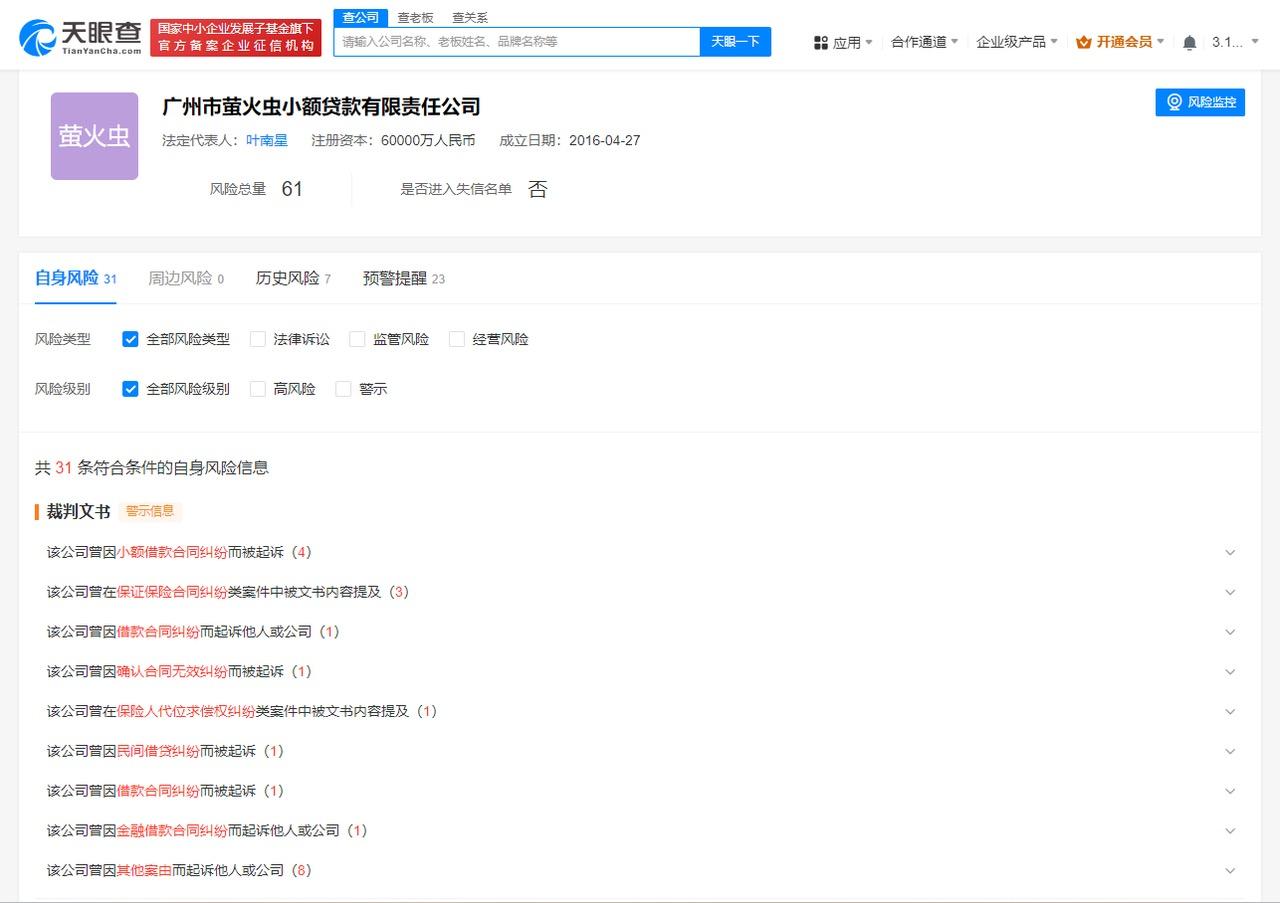 天眼查
TianYanCha.com
国家中小企业发展子基金旗下
官方备案企业征信机构
查公司 查老板 查关系
请输入公司名称、老板姓名、品牌名称等 天眼一下
应用 合作通道 企业级产品 开通会员 3.1...
萤火虫
广州市萤火虫小额贷款有限责任公司
风险监控
法定代表人：叶南星 注册资本：60000万人民币 成立日期：2016-04-27
风险总量 61 是否进入失信名单 否
自身风险 31 周边风险 0 历史风险 7 预警提醒 23
风险类型 全部风险类型 法律诉讼 监管风险 经营风险
风险级别 全部风险级别 高风险 警示
共 31 条符合条件的自身风险信息
裁判文书 警示信息
该公司曾因小额借款合同纠纷而被起诉（4）
该公司曾在保证保险合同纠纷类案件中被文书内容提及（3）
该公司曾因借款合同纠纷而起诉他人或公司（1）
该公司曾因确认合同无效纠纷而被起诉（1）
该公司曾在保险人代位求偿权纠纷类案件中被文书内容提及（1）
该公司曾因民间借贷纠纷而被起诉（1）
该公司曾因借款合同纠纷而被起诉（1）
该公司曾因金融借款合同纠纷而起诉他人或公司（1）
该公司曾因其他案由而起诉他人或公司（8）